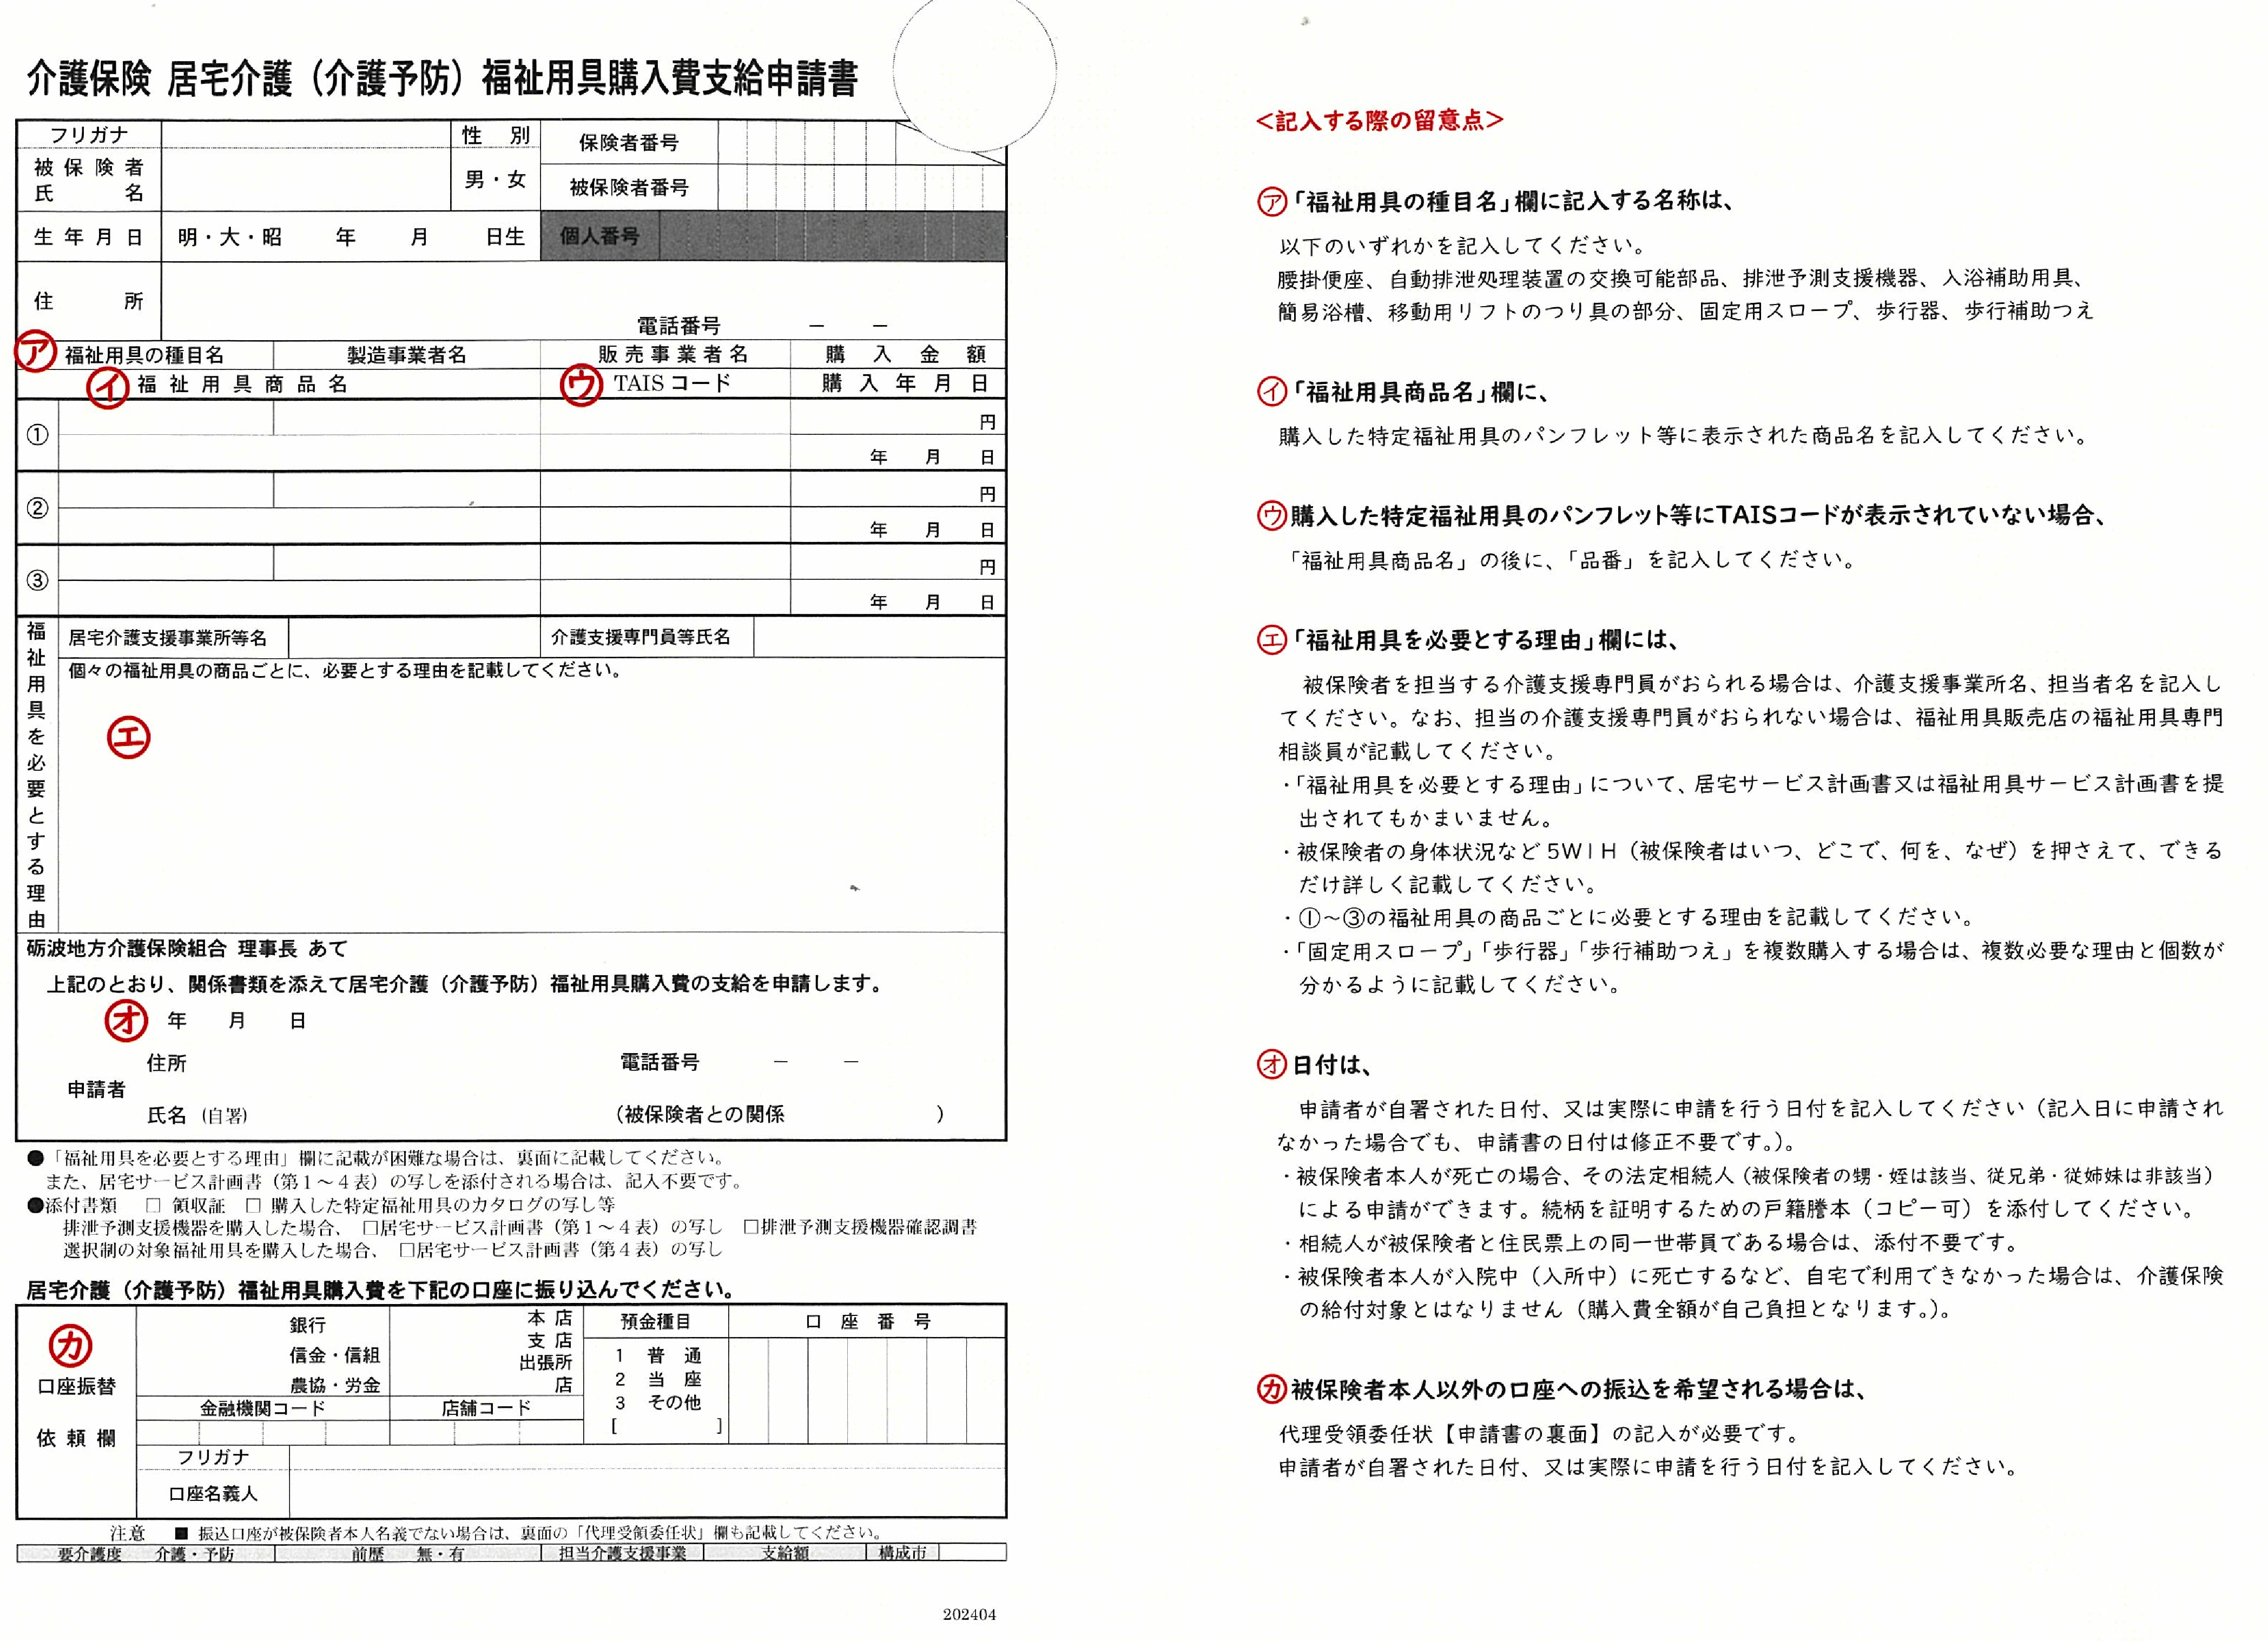 介護保険 居宅介護（介護予防）福祉用具購入費支給申請書
フリガナ
性 別
保険者番号
被保険者
氏 名
男・女
被保険者番号
生年月日
明・大・昭 年 月 日生
個人番号
住 所
電話番号 － －
ア 福祉用具の種目名
製造事業者名
販売事業者名
購入金額
イ 福祉用具商品名
ウ TAISコード
購入年月日
①
円
年 月 日
②
円
年 月 日
③
円
年 月 日
福祉用具を必要とする理由
居宅介護支援事業所等名
介護支援専門員等氏名
個々の福祉用具の商品ごとに、必要とする理由を記載してください。
エ
砺波地方介護保険組合 理事長 あて
上記のとおり、関係書類を添えて居宅介護（介護予防）福祉用具購入費の支給を申請します。
オ 年 月 日
住所
電話番号 － －
申請者
氏名（自署）
（被保険者との関係 ）
●「福祉用具を必要とする理由」欄に記載が困難な場合は、裏面に記載してください。
また、居宅サービス計画書（第１～４表）の写しを添付される場合は、記入不要です。
●添付書類 □ 領収証 □ 購入した特定福祉用具のカタログの写し等
排泄予測支援機器を購入した場合、 □居宅サービス計画書（第１～４表）の写し □排泄予測支援機器確認調書
選択制の対象福祉用具を購入した場合、 □居宅サービス計画書（第４表）の写し
居宅介護（介護予防）福祉用具購入費を下記の口座に振り込んでください。
カ
口座振替
依頼欄
銀行
信金・信組
農協・労金
本店
支店
出張所
店
預金種目
1 普通
2 当座
3 その他
[ ]
口座番号
金融機関コード
店舗コード
フリガナ
口座名義人
注意 ■ 振込口座が被保険者本人名義でない場合は、裏面の「代理受領委任状」欄も記載してください。
要介護度 介護・予防
前歴 無・有
担当介護支援事業
支給額
構成市
202404
＜記入する際の留意点＞
ア「福祉用具の種目名」欄に記入する名称は、
以下のいずれかを記入してください。
腰掛便座、自動排泄処理装置の交換可能部品、排泄予測支援機器、入浴補助用具、
簡易浴槽、移動用リフトのつり具の部分、固定用スロープ、歩行器、歩行補助つえ
イ「福祉用具商品名」欄に、
購入した特定福祉用具のパンフレット等に表示された商品名を記入してください。
ウ購入した特定福祉用具のパンフレット等にTAISコードが表示されていない場合、
「福祉用具商品名」の後に、「品番」を記入してください。
エ「福祉用具を必要とする理由」欄には、
被保険者を担当する介護支援専門員がおられる場合は、介護支援事業所名、担当者名を記入し
てください。なお、担当の介護支援専門員がおられない場合は、福祉用具販売店の福祉用具専門
相談員が記載してください。
・「福祉用具を必要とする理由」について、居宅サービス計画書又は福祉用具サービス計画書を提
出されてもかまいません。
・被保険者の身体状況など 5W1H（被保険者はいつ、どこで、何を、なぜ）を押さえて、できる
だけ詳しく記載してください。
・①～③の福祉用具の商品ごとに必要とする理由を記載してください。
・「固定用スロープ」「歩行器」「歩行補助つえ」を複数購入する場合は、複数必要な理由と個数が
分かるように記載してください。
オ日付は、
申請者が自署された日付、又は実際に申請を行う日付を記入してください（記入日に申請され
なかった場合でも、申請書の日付は修正不要です。）。
・被保険者本人が死亡の場合、その法定相続人（被保険者の甥・姪は該当、従兄弟・従姉妹は非該当）
による申請ができます。続柄を証明するための戸籍謄本（コピー可）を添付してください。
・相続人が被保険者と住民票上の同一世帯員である場合は、添付不要です。
・被保険者本人が入院中（入所中）に死亡するなど、自宅で利用できなかった場合は、介護保険
の給付対象とはなりません（購入費全額が自己負担となります。）。
カ被保険者本人以外の口座への振込を希望される場合は、
代理受領委任状【申請書の裏面】の記入が必要です。
申請者が自署された日付、又は実際に申請を行う日付を記入してください。